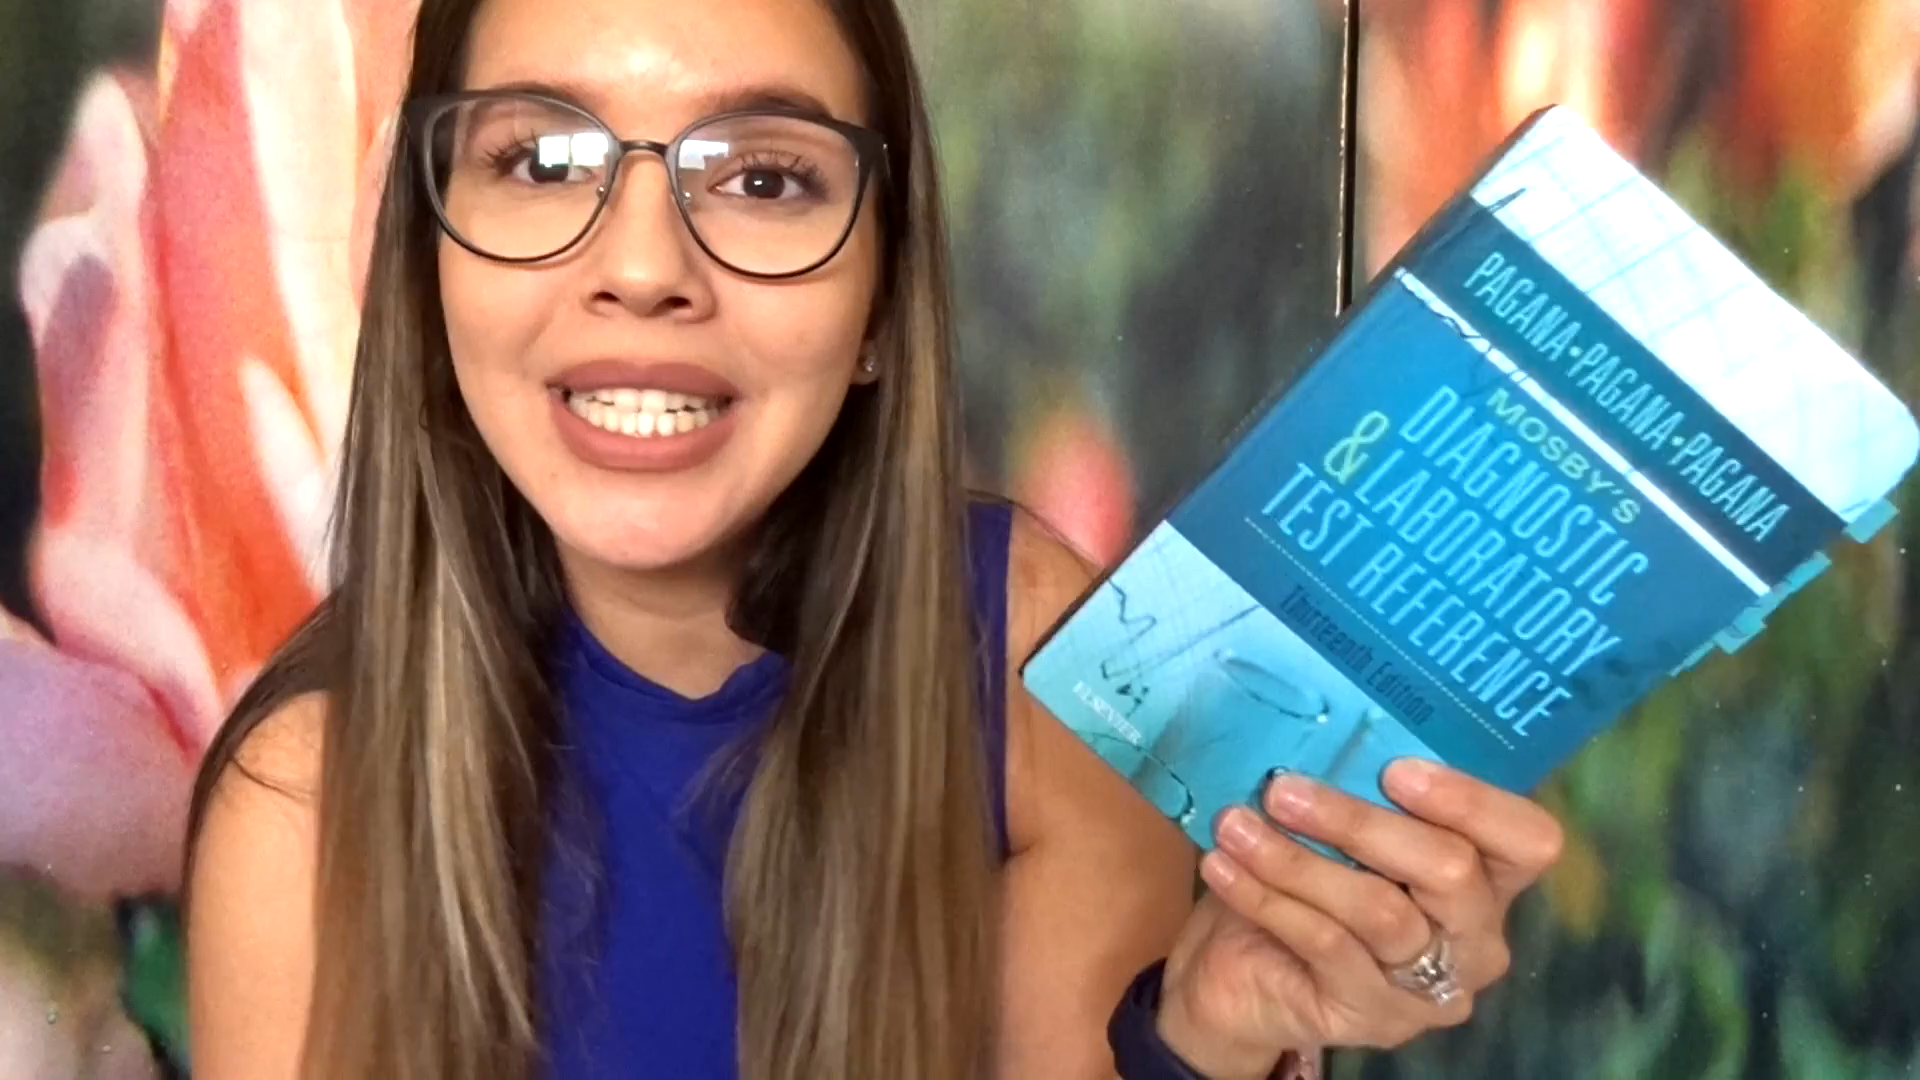 PAGANA•PAGANA•PAGANA
MOSBY'S
DIAGNOSTIC
& LABORATORY
TEST REFERENCE
Thirteenth Edition
ELSEVIER